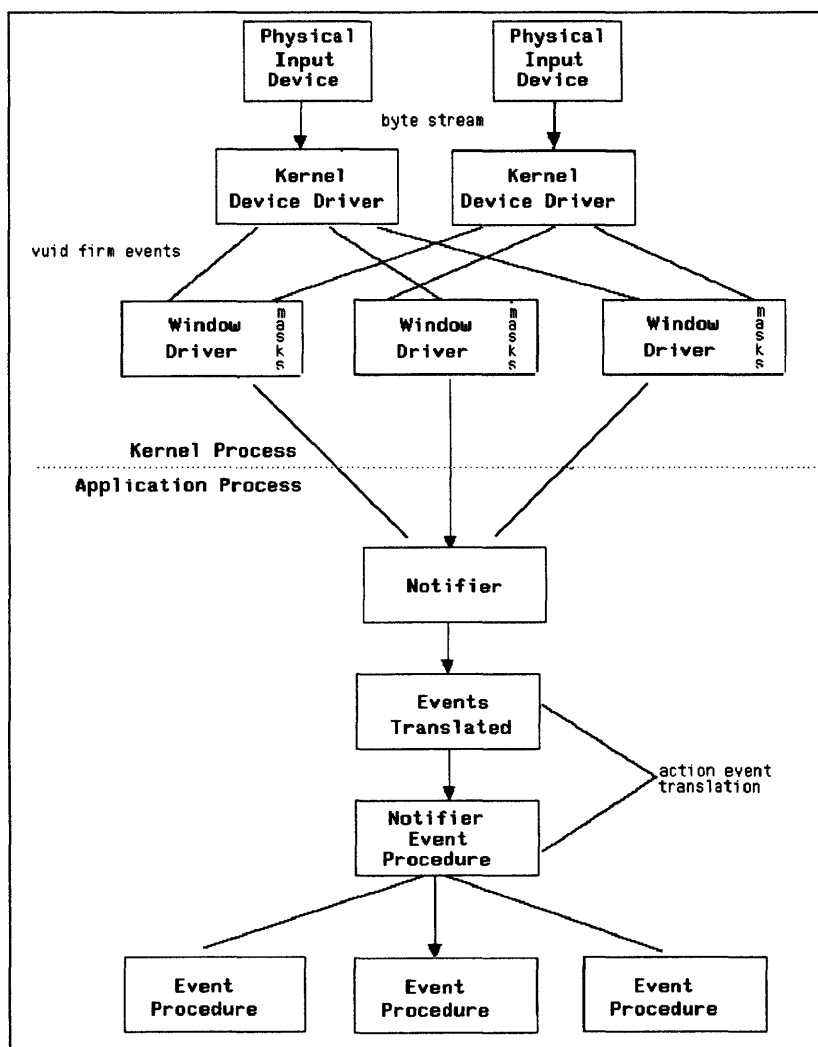 Physical
Input
Device
Physical
Input
Device
byte stream
Kernel
Device Driver
Kernel
Device Driver
vuid firm events
Window
Driver
masks
Window
Driver
masks
Window
Driver
masks
Kernel Process
Application Process
Notifier
Events
Translated
action event
translation
Notifier
Event
Procedure
Event
Procedure
Event
Procedure
Event
Procedure